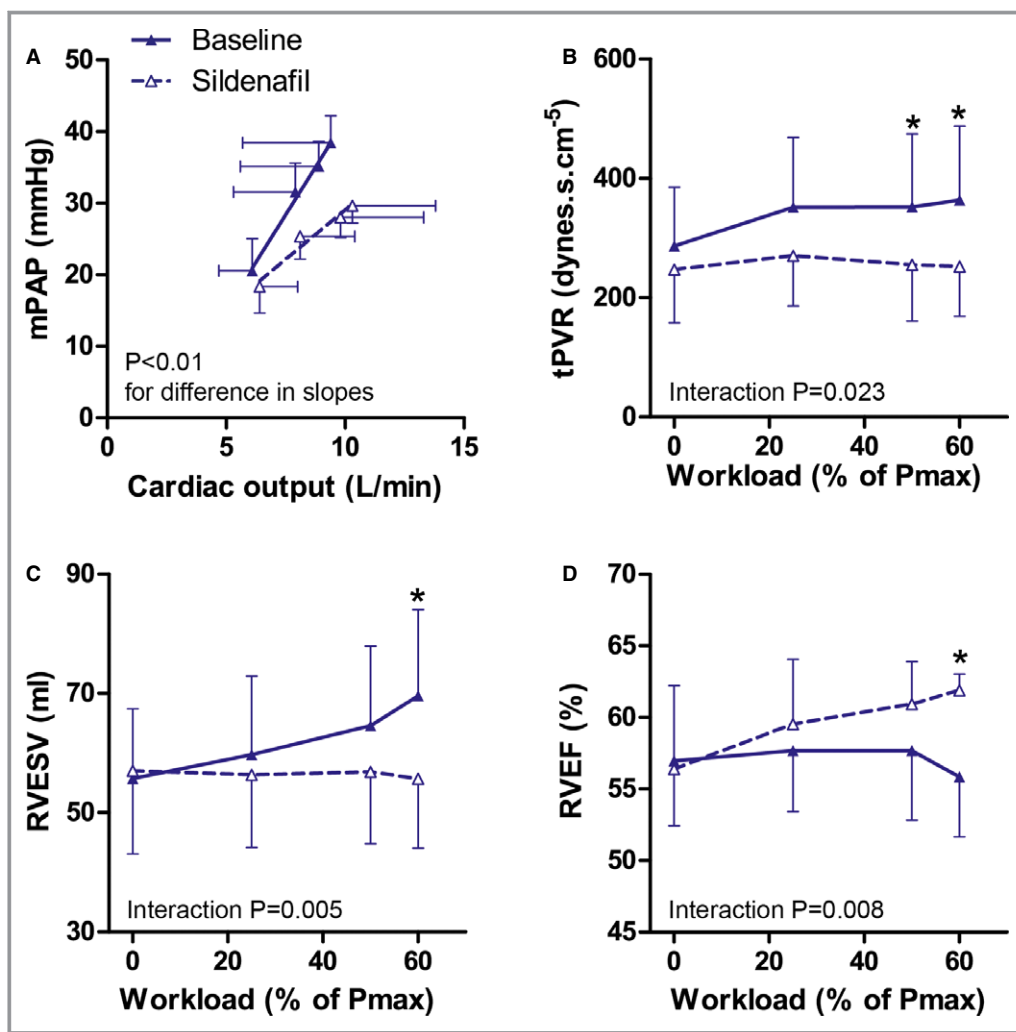 A
Baseline
Sildenafil
50
40
30
20
10
0
mPAP (mmHg)
P<0.01
for difference in slopes
0 5 10 15
Cardiac output (L/min)
B
600
400
200
0
tPVR (dynes.s.cm⁻⁵)
* *
Interaction P=0.023
0 20 40 60
Workload (% of Pmax)
C
90
70
50
30
RVESV (ml)
*
Interaction P=0.005
0 20 40 60
Workload (% of Pmax)
D
70
65
60
55
50
45
RVEF (%)
*
Interaction P=0.008
0 20 40 60
Workload (% of Pmax)